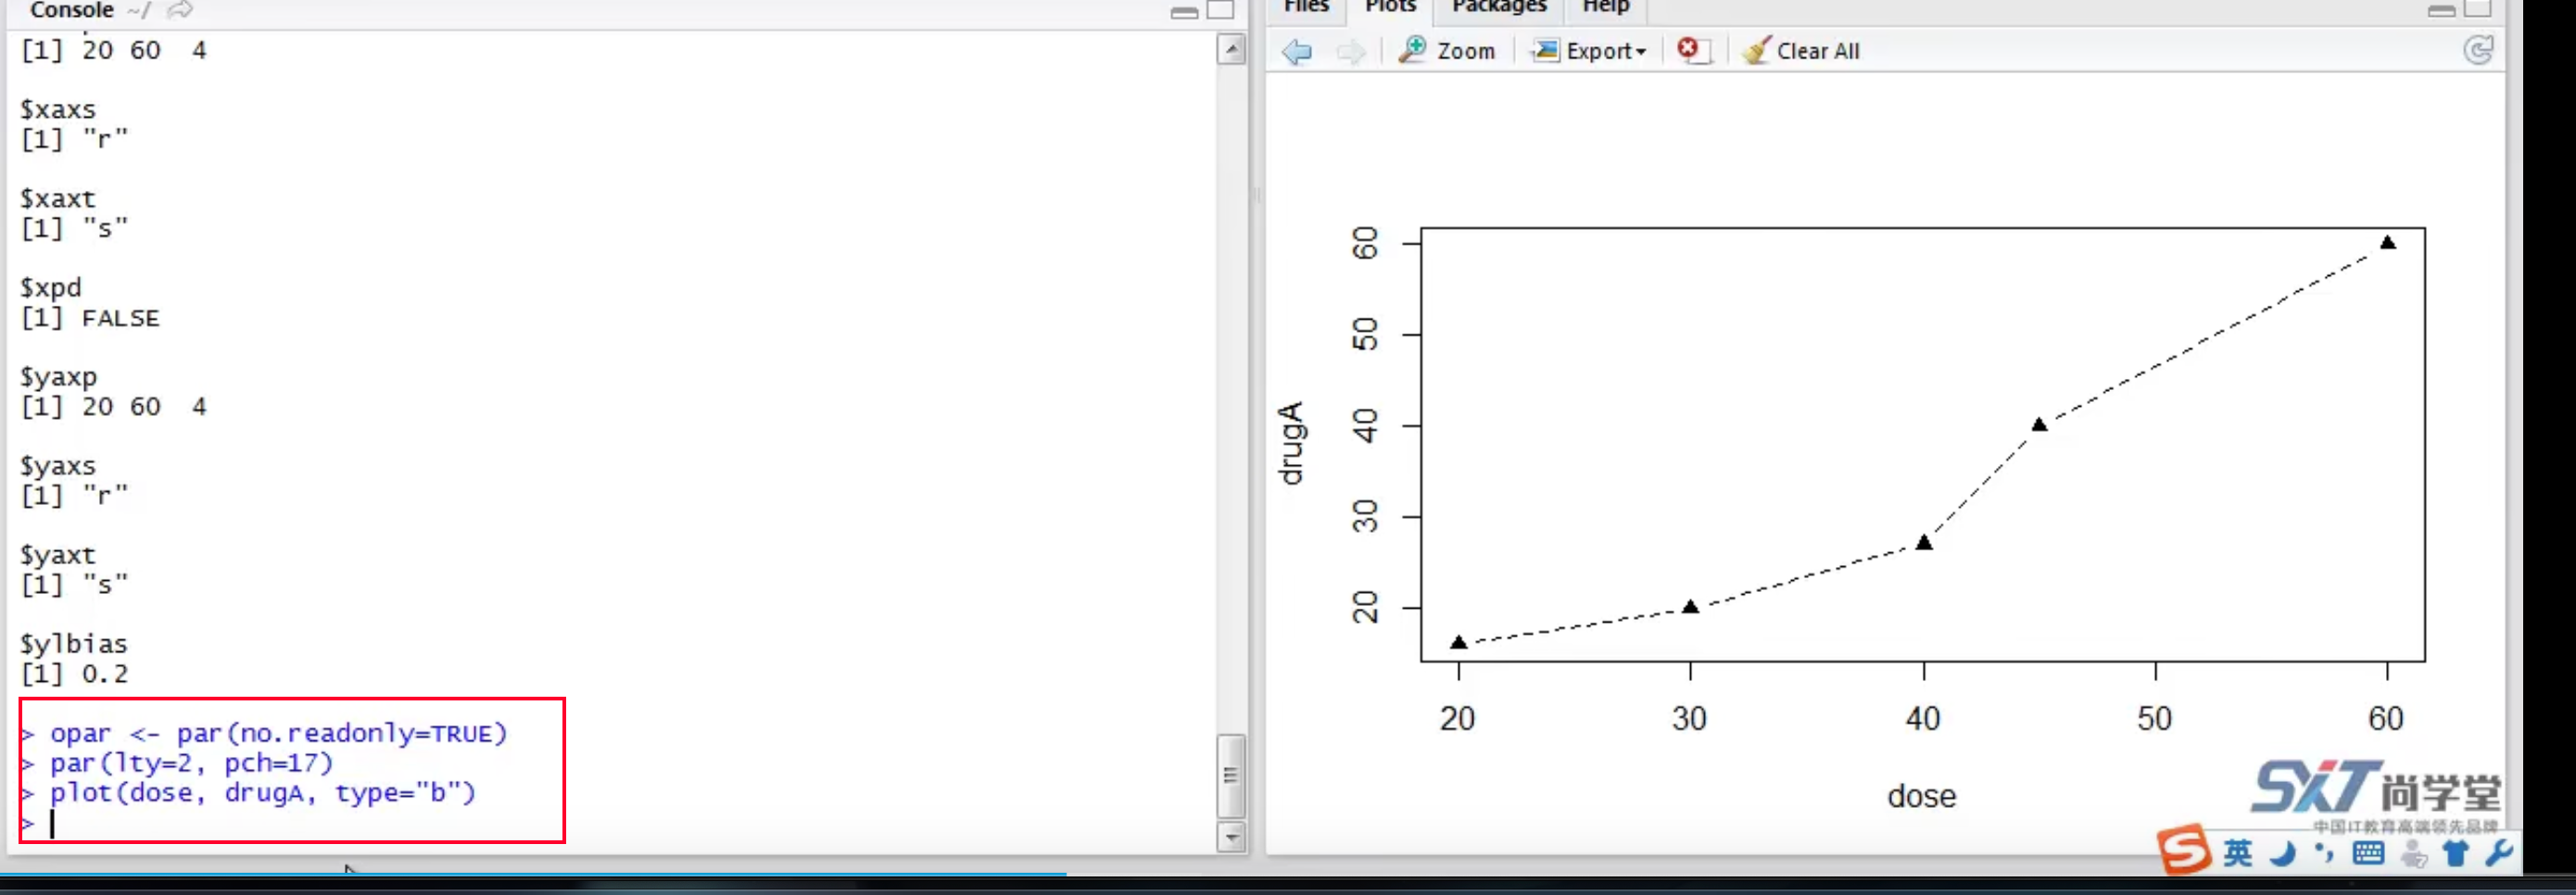 Console ~/
[1] 20 60  4
$xaxs
[1] "r"
$xaxt
[1] "s"
$xpd
[1] FALSE
$yaxp
[1] 20 60  4
$yaxs
[1] "r"
$yaxt
[1] "s"
$ylbias
[1] 0.2
> opar <- par(no.readonly=TRUE)
> par(lty=2, pch=17)
> plot(dose, drugA, type="b")
>
Files Plots Packages Help
Zoom Export Clear All
60
50
40
30
20
drugA
20 30 40 50 60
dose
SXT尚学堂
中国IT教育高端领先品牌
S 英